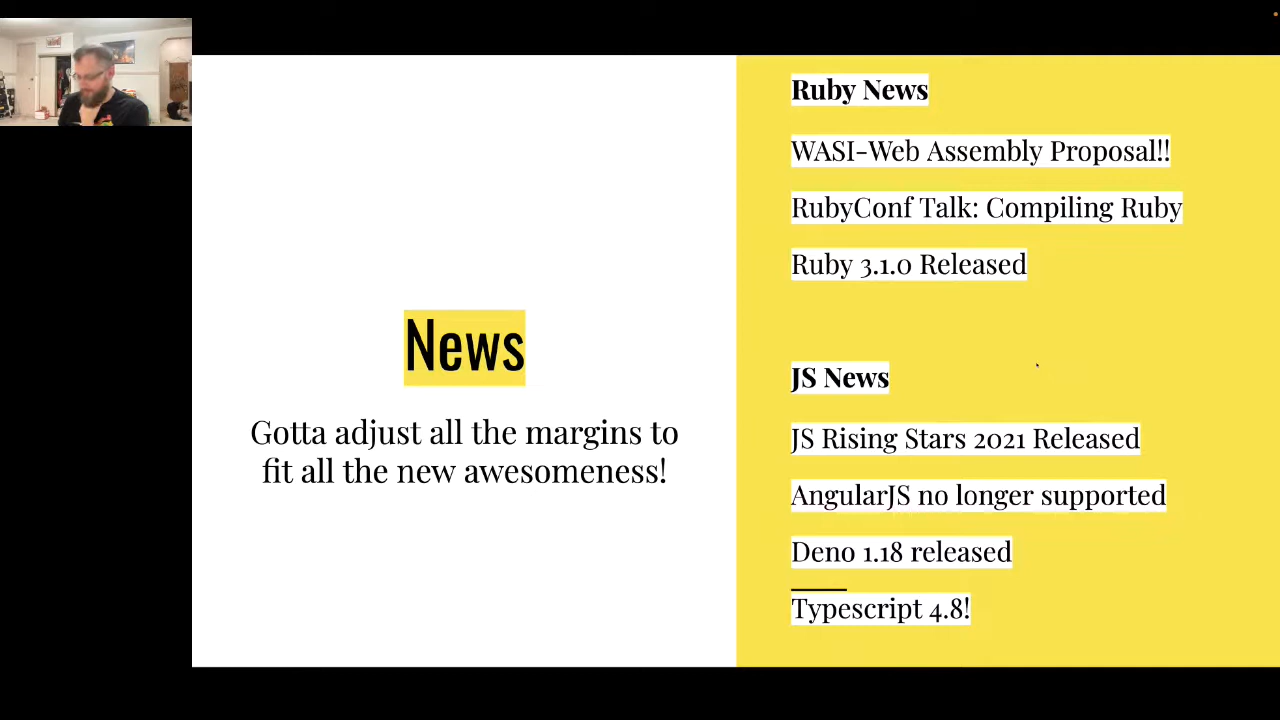 News
Gotta adjust all the margins to
fit all the new awesomeness!
Ruby News
WASI-Web Assembly Proposal!!
RubyConf Talk: Compiling Ruby
Ruby 3.1.0 Released
JS News
JS Rising Stars 2021 Released
AngularJS no longer supported
Deno 1.18 released
Typescript 4.8!